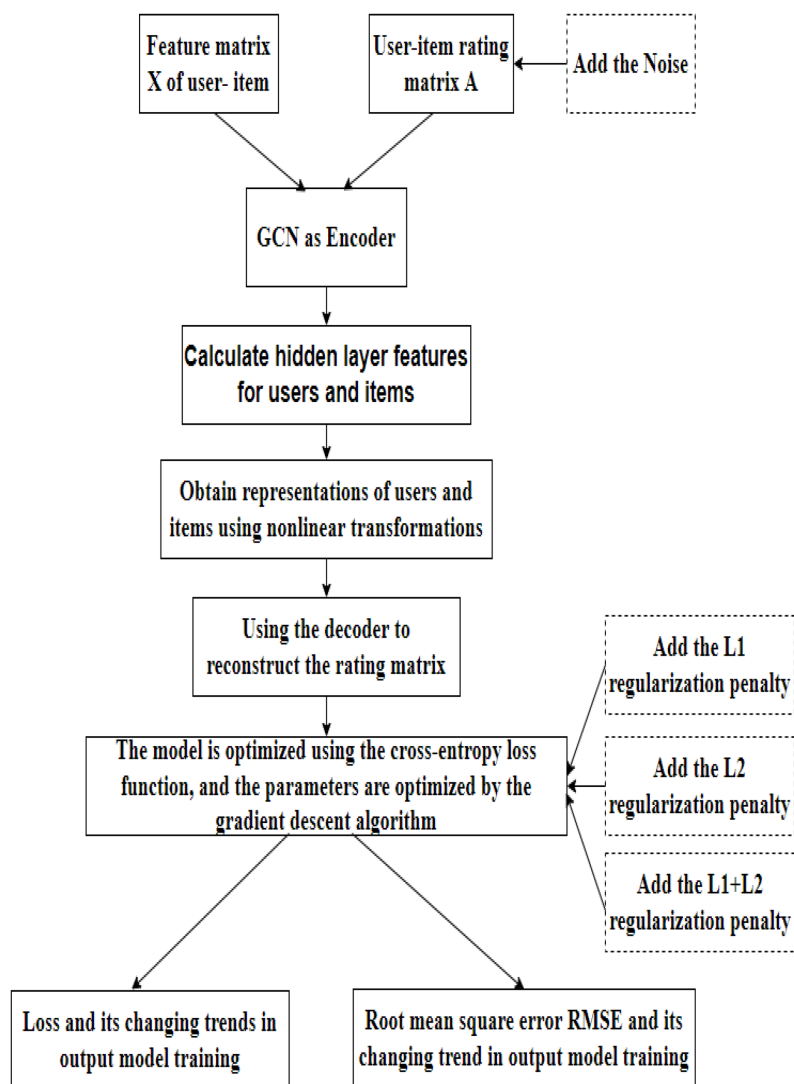 Feature matrix
X of user- item
User-item rating
matrix A
Add the Noise
GCN as Encoder
Calculate hidden layer features
for users and items
Obtain representations of users and
items using nonlinear transformations
Using the decoder to
reconstruct the rating matrix
Add the L1
regularization penalty
The model is optimized using the cross-entropy loss
function, and the parameters are optimized by the
gradient descent algorithm
Add the L2
regularization penalty
Add the L1+L2
regularization penalty
Loss and its changing trends in
output model training
Root mean square error RMSE and its
changing trend in output model training